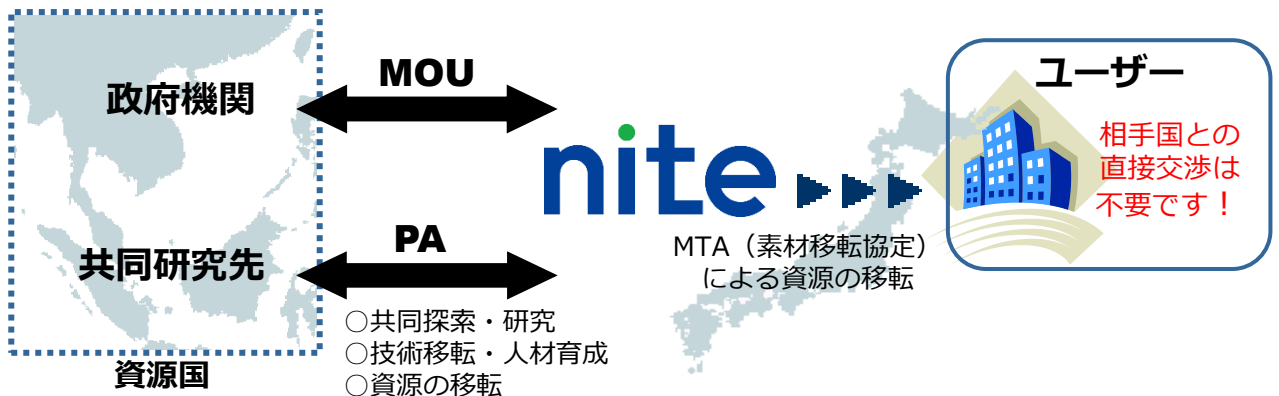 政府機関
MOU
共同研究先
PA
○共同探索・研究
○技術移転・人材育成
○資源の移転
資源国
nite
MTA（素材移転協定）
による資源の移転
ユーザー
相手国との
直接交渉は
不要です！